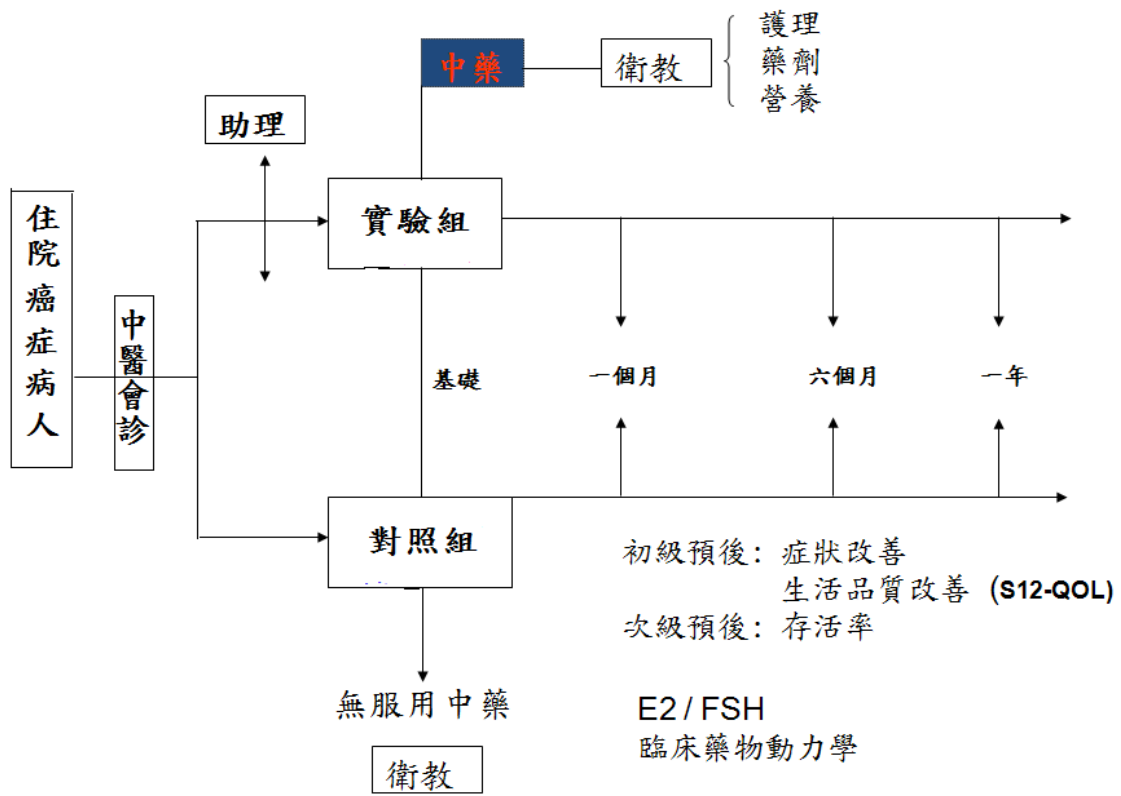 護理
中藥
衛教
藥劑
營養
助理
住院癌症病人
中醫會診
實驗組
基礎
一個月
六個月
一年
對照組
初級預後：症狀改善
生活品質改善 (S12-QOL)
次級預後：存活率
無服用中藥
E2 / FSH
臨床藥物動力學
衛教